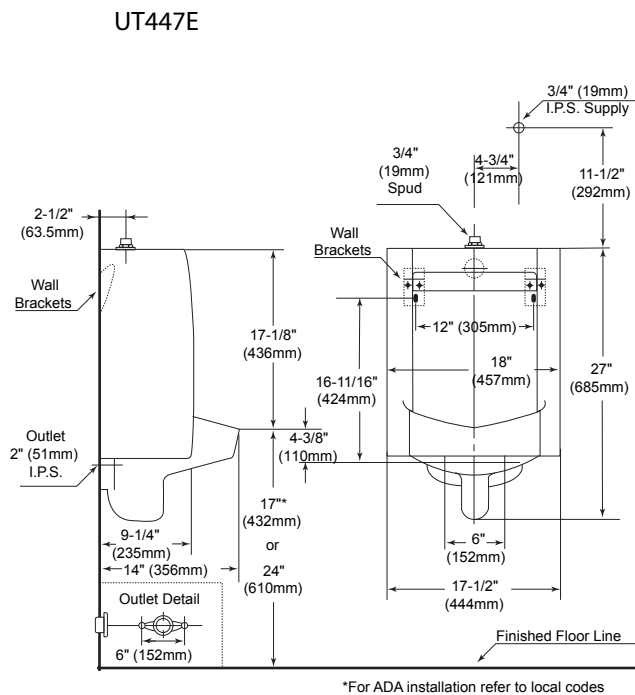 UT447E
3/4" (19mm)
I.P.S. Supply
3/4"
(19mm)
Spud
4-3/4"
(121mm)
11-1/2"
(292mm)
2-1/2"
(63.5mm)
Wall
Brackets
Wall
Brackets
17-1/8"
(436mm)
12" (305mm)
18"
(457mm)
27"
(685mm)
16-11/16"
(424mm)
Outlet
2" (51mm)
I.P.S.
4-3/8"
(110mm)
17"*
(432mm)
or
24"
(610mm)
9-1/4"
(235mm)
14" (356mm)
6"
(152mm)
17-1/2"
(444mm)
Outlet Detail
6" (152mm)
Finished Floor Line
*For ADA installation refer to local codes